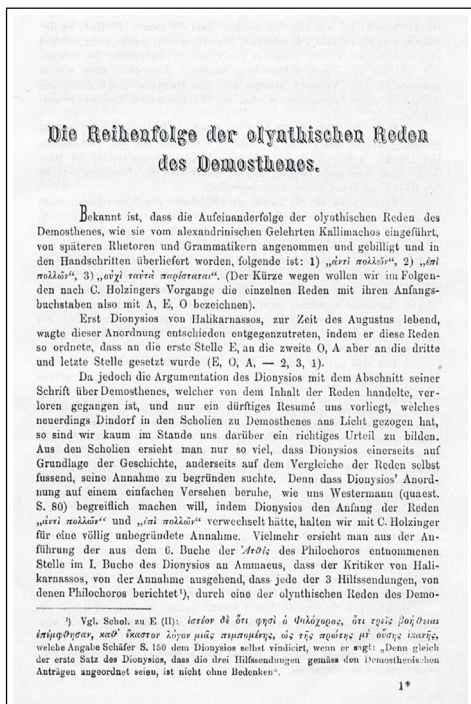 Die Reihenfolge der olynthischen Reden
des Demosthenes.
Bekannt ist, dass die Aufeinanderfolge der olynthischen Reden des
Demosthenes, wie sie vom alexandrinischen Gelehrten Kallimachos eingeführt,
von späteren Rhetoren und Grammatikern angenommen und gebilligt und in
den Handschriften überliefert worden, folgende ist: 1) „ἀντὶ πολλῶν“, 2) „ἐπὶ
πολλῶν“, 3) „οὐχὶ ταὐτὰ παρίσταται“. (Der Kürze wegen wollen wir im Folgen-
den nach C. Holzingers Vorgange die einzelnen Reden mit ihren Anfangs-
buchstaben also mit A, E, O bezeichnen).
Erst Dionysios von Halikarnassos, zur Zeit des Augustus lebend,
wagte dieser Anordnung entschieden entgegenzutreten, indem er diese Reden
so ordnete, dass an die erste Stelle E, an die zweite O, A aber an die dritte
und letzte Stelle gesetzt wurde (E, O, A, — 2, 3, 1).
Da jedoch die Argumentation des Dionysios mit dem Abschnitt seiner
Schrift über Demosthenes, welcher von dem Inhalt der Reden handelte, ver-
loren gegangen ist, und nur ein dürftiges Resumé uns vorliegt, welches
neuerdings Dindorf in den Scholien zu Demosthenes ans Licht gezogen hat,
so sind wir kaum im Stande uns darüber ein richtiges Urteil zu bilden.
Aus den Scholien ersieht man nur so viel, dass Dionysios einerseits auf
Grundlage der Geschichte, anderseits auf dem Vergleiche der Reden selbst
fussend, seine Annahme zu begründen suchte. Denn dass Dionysios' Anord-
nung auf einem einfachen Versehen beruhe, wie uns Westermann (quaest.
S. 80) begreiflich machen will, indem Dionysios den Anfang der Reden
„ἀντὶ πολλῶν“ und „ἐπὶ πολλῶν“ verwechselt hätte, halten wir mit C. Holzinger
für eine völlig unbegründete Annahme. Vielmehr ersieht man aus der An-
führung der aus dem 6. Buche der Ἀτθίς des Philochoros entnommenen
Stelle im I. Buche des Dionysios an Ammaeus, dass der Kritiker von Hali-
karnassos, von der Annahme ausgehend, dass jede der 3 Hilfssendungen, von
denen Philochoros berichtet¹), durch eine der olynthischen Reden des Demo-
¹) Vgl. Schol. zu E (II): ἰστέον δὲ ὅτι φησὶ ὁ Φιλόχορος, ὅτι τρεῖς βοήθειαι
ἐπέμφθησαν, καθ' ἕκαστον λόγον μιᾶς πεμπομένης, ὡς τῆς πρώτης μὴ οὔσης ἱκανῆς,
welche Angabe Schäfer S. 150 dem Dionysios selbst vindicirt, wenn er sagt: „Denn gleich
der erste Satz des Dionysios, dass die drei Hilfssendungen gemäss den Demosthenischen
Anträgen angeordnet seien, ist nicht ohne Bedenken“.
1*